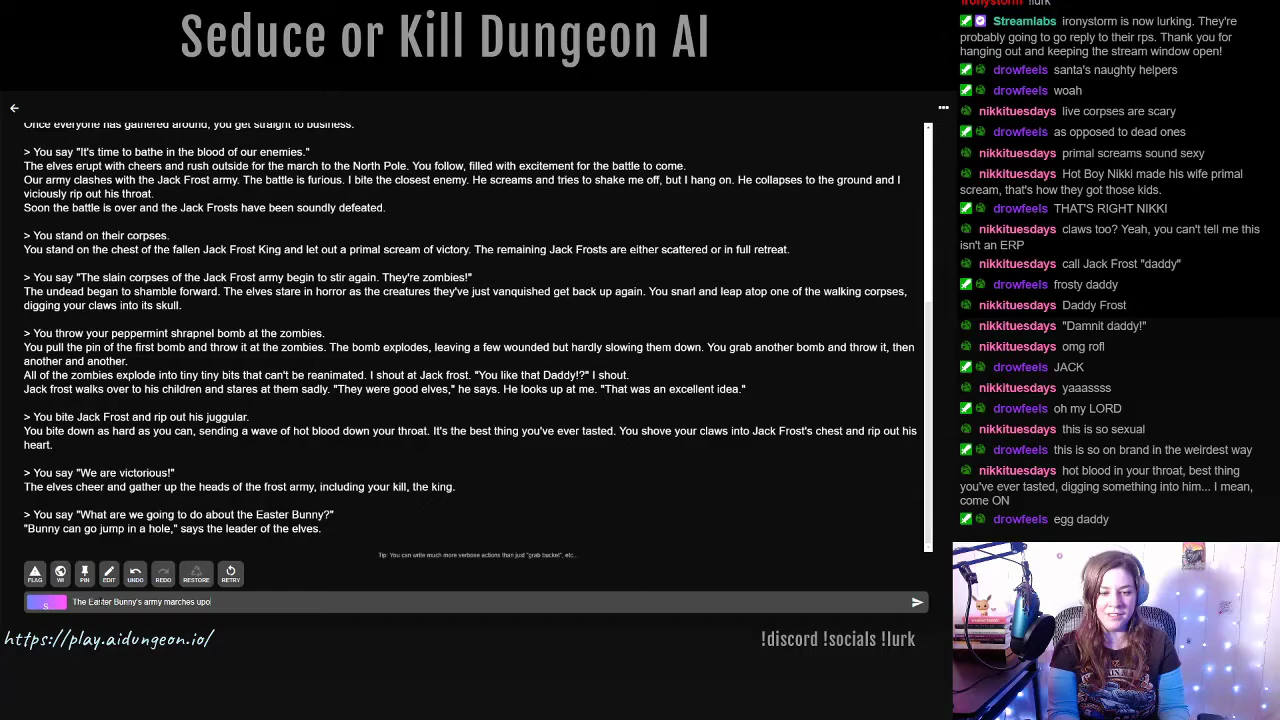 Seduce or Kill Dungeon AI
Once everyone has gathered around, you get straight to business.
> You say "It's time to bathe in the blood of our enemies."
The elves erupt with cheers and rush outside for the march to the North Pole. You follow, filled with excitement for the battle to come.
Our army clashes with the Jack Frost army. The battle is furious. I bite the closest enemy. He screams and tries to shake me off, but I hang on. He collapses to the ground and I
viciously rip out his throat.
Soon the battle is over and the Jack Frosts have been soundly defeated.
> You stand on their corpses.
You stand on the chest of the fallen Jack Frost King and let out a primal scream of victory. The remaining Jack Frosts are either scattered or in full retreat.
> You say "The slain corpses of the Jack Frost army begin to stir again. They're zombies!"
The undead began to shamble forward. The elves stare in horror as the creatures they've just vanquished get back up again. You snarl and leap atop one of the walking corpses,
digging your claws into its skull.
> You throw your peppermint shrapnel bomb at the zombies.
You pull the pin of the first bomb and throw it at the zombies. The bomb explodes, leaving a few wounded but hardly slowing them down. You grab another bomb and throw it, then
another and another.
All of the zombies explode into tiny tiny bits that can't be reanimated. I shout at Jack frost. "You like that Daddy!?" I shout.
Jack frost walks over to his children and stares at them sadly. "They were good elves," he says. He looks up at me. "That was an excellent idea."
> You bite Jack Frost and rip out his juggular.
You bite down as hard as you can, sending a wave of hot blood down your throat. It's the best thing you've ever tasted. You shove your claws into Jack Frost's chest and rip out his
heart.
> You say "We are victorious!"
The elves cheer and gather up the heads of the frost army, including your kill, the king.
> You say "What are we going to do about the Easter Bunny?"
"Bunny can go jump in a hole," says the leader of the elves.
Tip: You can write much more verbose actions than just "grab bucket", etc...
FLAG WI PIN EDIT UNDO REDO RESTORE RETRY
The Easter Bunny's army marches upo
https://play.aidungeon.io/
!discord !socials !lurk
ironystorm !lurk
Streamlabs ironystorm is now lurking. They're
probably going to go reply to their rps. Thank you for
hanging out and keeping the stream window open!
drowfeels santa's naughty helpers
drowfeels woah
nikkituesdays live corpses are scary
drowfeels as opposed to dead ones
nikkituesdays primal screams sound sexy
nikkituesdays Hot Boy Nikki made his wife primal
scream, that's how they got those kids.
drowfeels THAT'S RIGHT NIKKI
nikkituesdays claws too? Yeah, you can't tell me this
isn't an ERP
nikkituesdays call Jack Frost "daddy"
drowfeels frosty daddy
nikkituesdays Daddy Frost
nikkituesdays "Damnit daddy!"
nikkituesdays omg rofl
drowfeels JACK
nikkituesdays yaaassss
drowfeels oh my LORD
nikkituesdays this is so sexual
drowfeels this is so on brand in the weirdest way
nikkituesdays hot blood in your throat, best thing
you've ever tasted, digging something into him... I mean,
come ON
drowfeels egg daddy